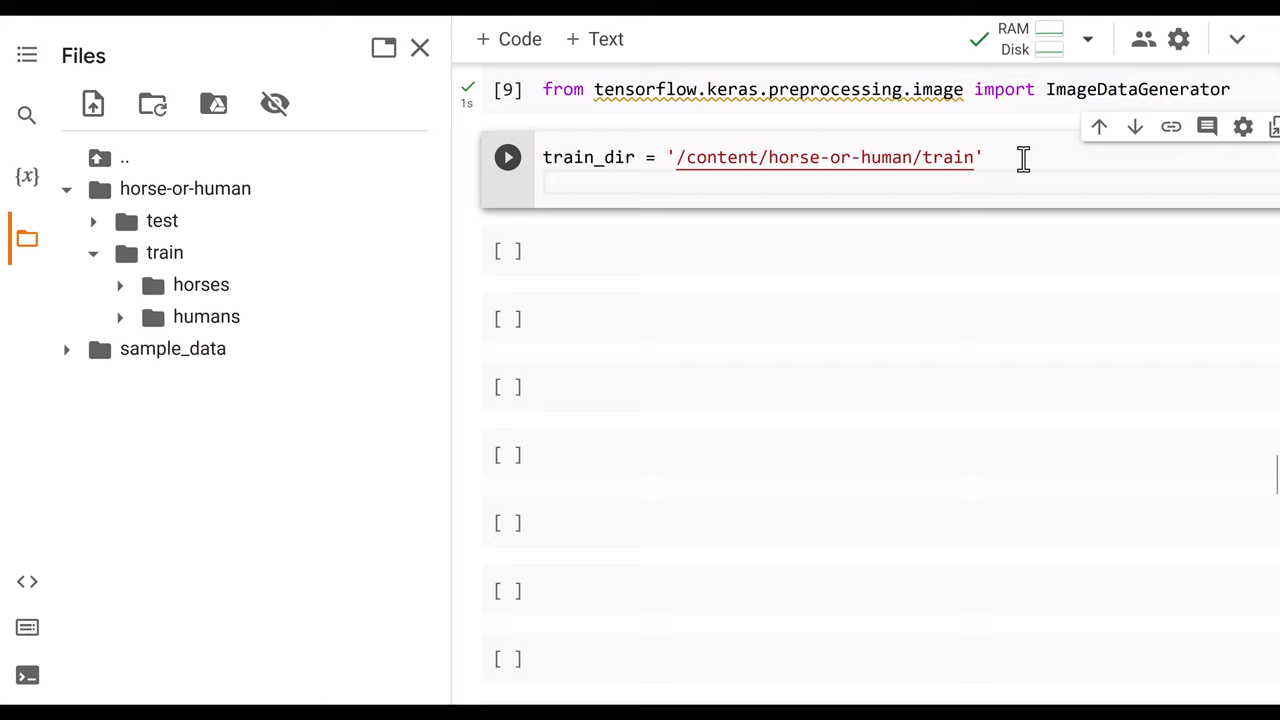 Files
..
horse-or-human
test
train
horses
humans
sample_data
{x}
+ Code + Text
RAM
Disk
1s
[9] from tensorflow.keras.preprocessing.image import ImageDataGenerator
train_dir = '/content/horse-or-human/train'
[ ]
[ ]
[ ]
[ ]
[ ]
[ ]
[ ]